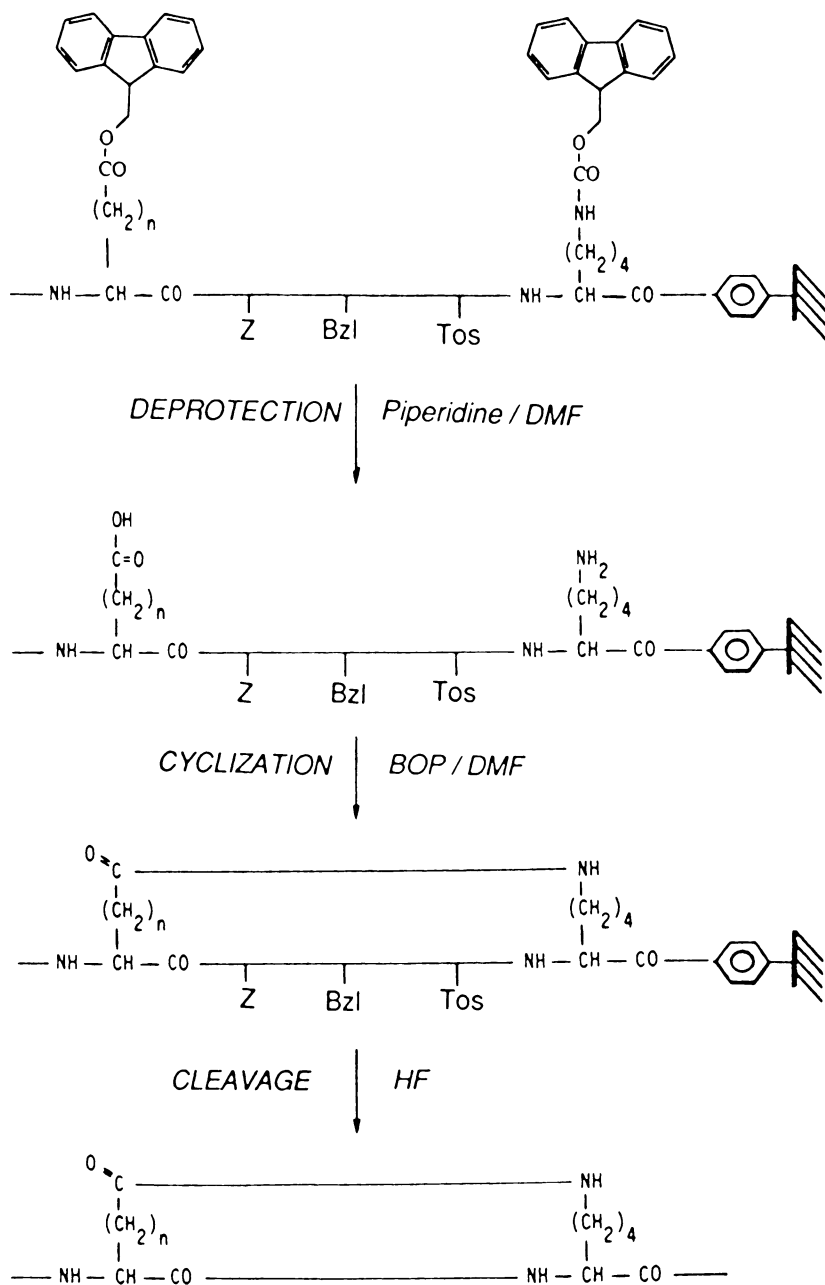 O O
CO CO
(CH2)n NH
(CH2)4
NH — CH — CO NH — CH — CO
Z Bzl Tos
DEPROTECTION Piperidine / DMF
OH
C=O NH2
(CH2)n (CH2)4
NH — CH — CO NH — CH — CO
Z Bzl Tos
CYCLIZATION BOP / DMF
O=C NH
(CH2)n (CH2)4
NH — CH — CO NH — CH — CO
Z Bzl Tos
CLEAVAGE HF
O=C NH
(CH2)n (CH2)4
NH — CH — CO NH — CH — CO